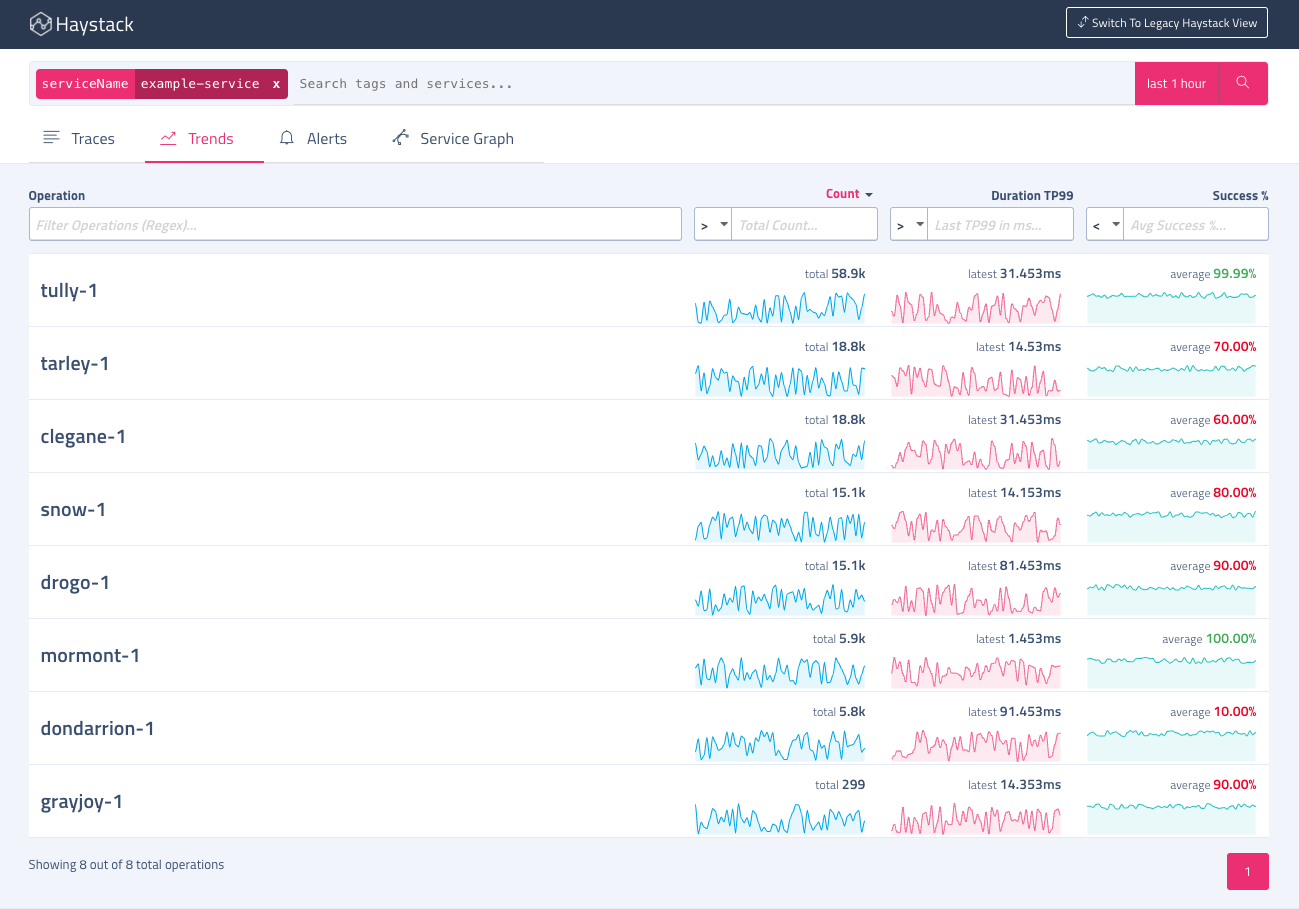 Haystack
Switch To Legacy Haystack View
serviceName example-service x Search tags and services... last 1 hour
Traces Trends Alerts Service Graph
Operation Count Duration TP99 Success %
Filter Operations (Regex)... > Total Count... > Last TP99 in ms... < Avg Success %...
tully-1 total 58.9k latest 31.453ms average 99.99%
tarley-1 total 18.8k latest 14.53ms average 70.00%
clegane-1 total 18.8k latest 31.453ms average 60.00%
snow-1 total 15.1k latest 14.153ms average 80.00%
drogo-1 total 15.1k latest 81.453ms average 90.00%
mormont-1 total 5.9k latest 1.453ms average 100.00%
dondarrion-1 total 5.8k latest 91.453ms average 10.00%
grayjoy-1 total 299 latest 14.353ms average 90.00%
Showing 8 out of 8 total operations 1